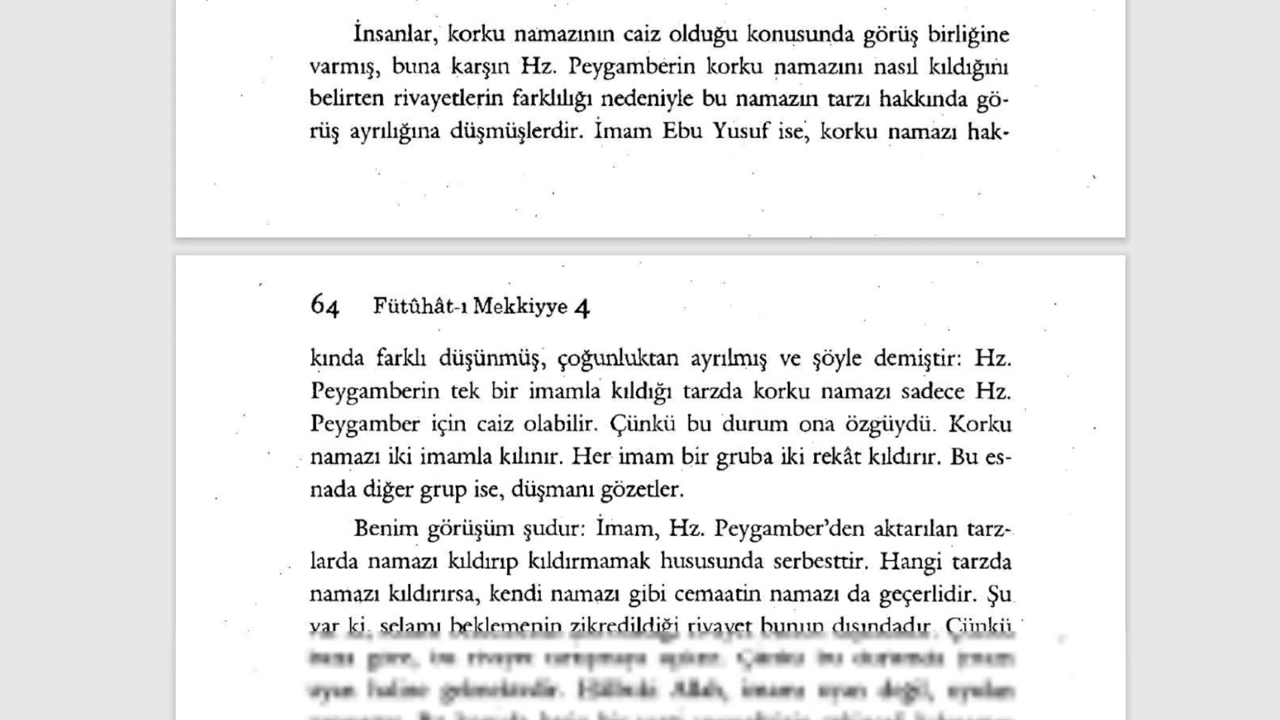 İnsanlar, korku namazının caiz olduğu konusunda görüş birliğine
varmış, buna karşın Hz. Peygamberin korku namazını nasıl kıldığını
belirten rivayetlerin farklılığı nedeniyle bu namazın tarzı hakkında gö-
rüş ayrılığına düşmüşlerdir. İmam Ebu Yusuf ise, korku namazı hak-
64 Fütûhât-ı Mekkiyye 4
kında farklı düşünmüş, çoğunluktan ayrılmış ve şöyle demiştir: Hz.
Peygamberin tek bir imamla kıldığı tarzda korku namazı sadece Hz.
Peygamber için caiz olabilir. Çünkü bu durum ona özgüydü. Korku
namazı iki imamla kılınır. Her imam bir gruba iki rekât kıldırır. Bu es-
nada diğer grup ise, düşmanı gözetler.
Benim görüşüm şudur: İmam, Hz. Peygamber'den aktarılan tarz-
larda namazı kıldırıp kıldırmamak hususunda serbesttir. Hangi tarzda
namazı kıldırırsa, kendi namazı gibi cemaatin namazı da geçerlidir. Şu
var ki, selamı beklemenin zikredildiği rivayet bunun dışındadır. Çünkü